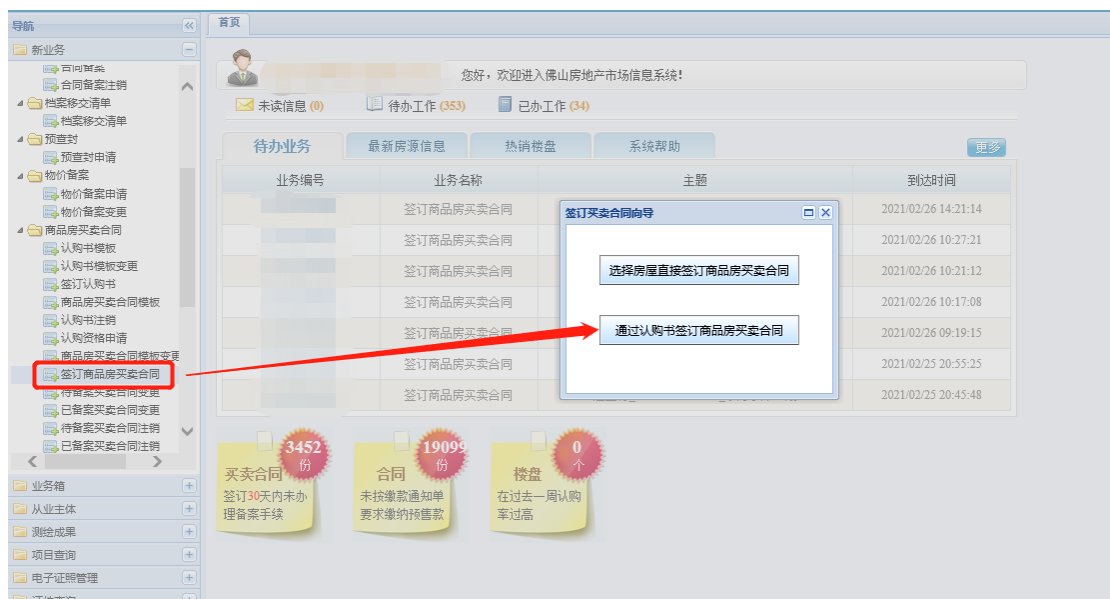 导航
首页
新业务
合同备案
合同备案注销
档案移交清单
档案移交清单
预查封
预查封申请
物价备案
物价备案申请
物价备案变更
商品房买卖合同
认购书模板
认购书模板变更
签订认购书
商品房买卖合同模板
认购书注销
认购资格申请
商品房买卖合同模板变更
签订商品房买卖合同
待备案买卖合同变更
已备案买卖合同变更
待备案买卖合同注销
已备案买卖合同注销
业务箱
从业主体
测绘成果
项目查询
电子证照管理
您好，欢迎进入佛山房地产市场信息系统!
未读信息 (0) 待办工作 (353) 已办工作 (34)
待办业务 最新房源信息 热销楼盘 系统帮助 更多
业务编号 业务名称 主题 到达时间
签订商品房买卖合同 2021/02/26 14:21:14
签订商品房买卖合同 2021/02/26 10:27:21
签订商品房买卖合同 2021/02/26 10:21:12
签订商品房买卖合同 2021/02/26 10:17:08
签订商品房买卖合同 2021/02/26 09:19:15
签订商品房买卖合同 2021/02/25 20:55:25
签订商品房买卖合同 2021/02/25 20:45:48
签订买卖合同向导
选择房屋直接签订商品房买卖合同
通过认购书签订商品房买卖合同
3452
份
买卖合同
签订30天内未办
理备案手续
19099
份
合同
未按缴款通知单
要求缴纳预售款
0
个
楼盘
在过去一周认购
率过高